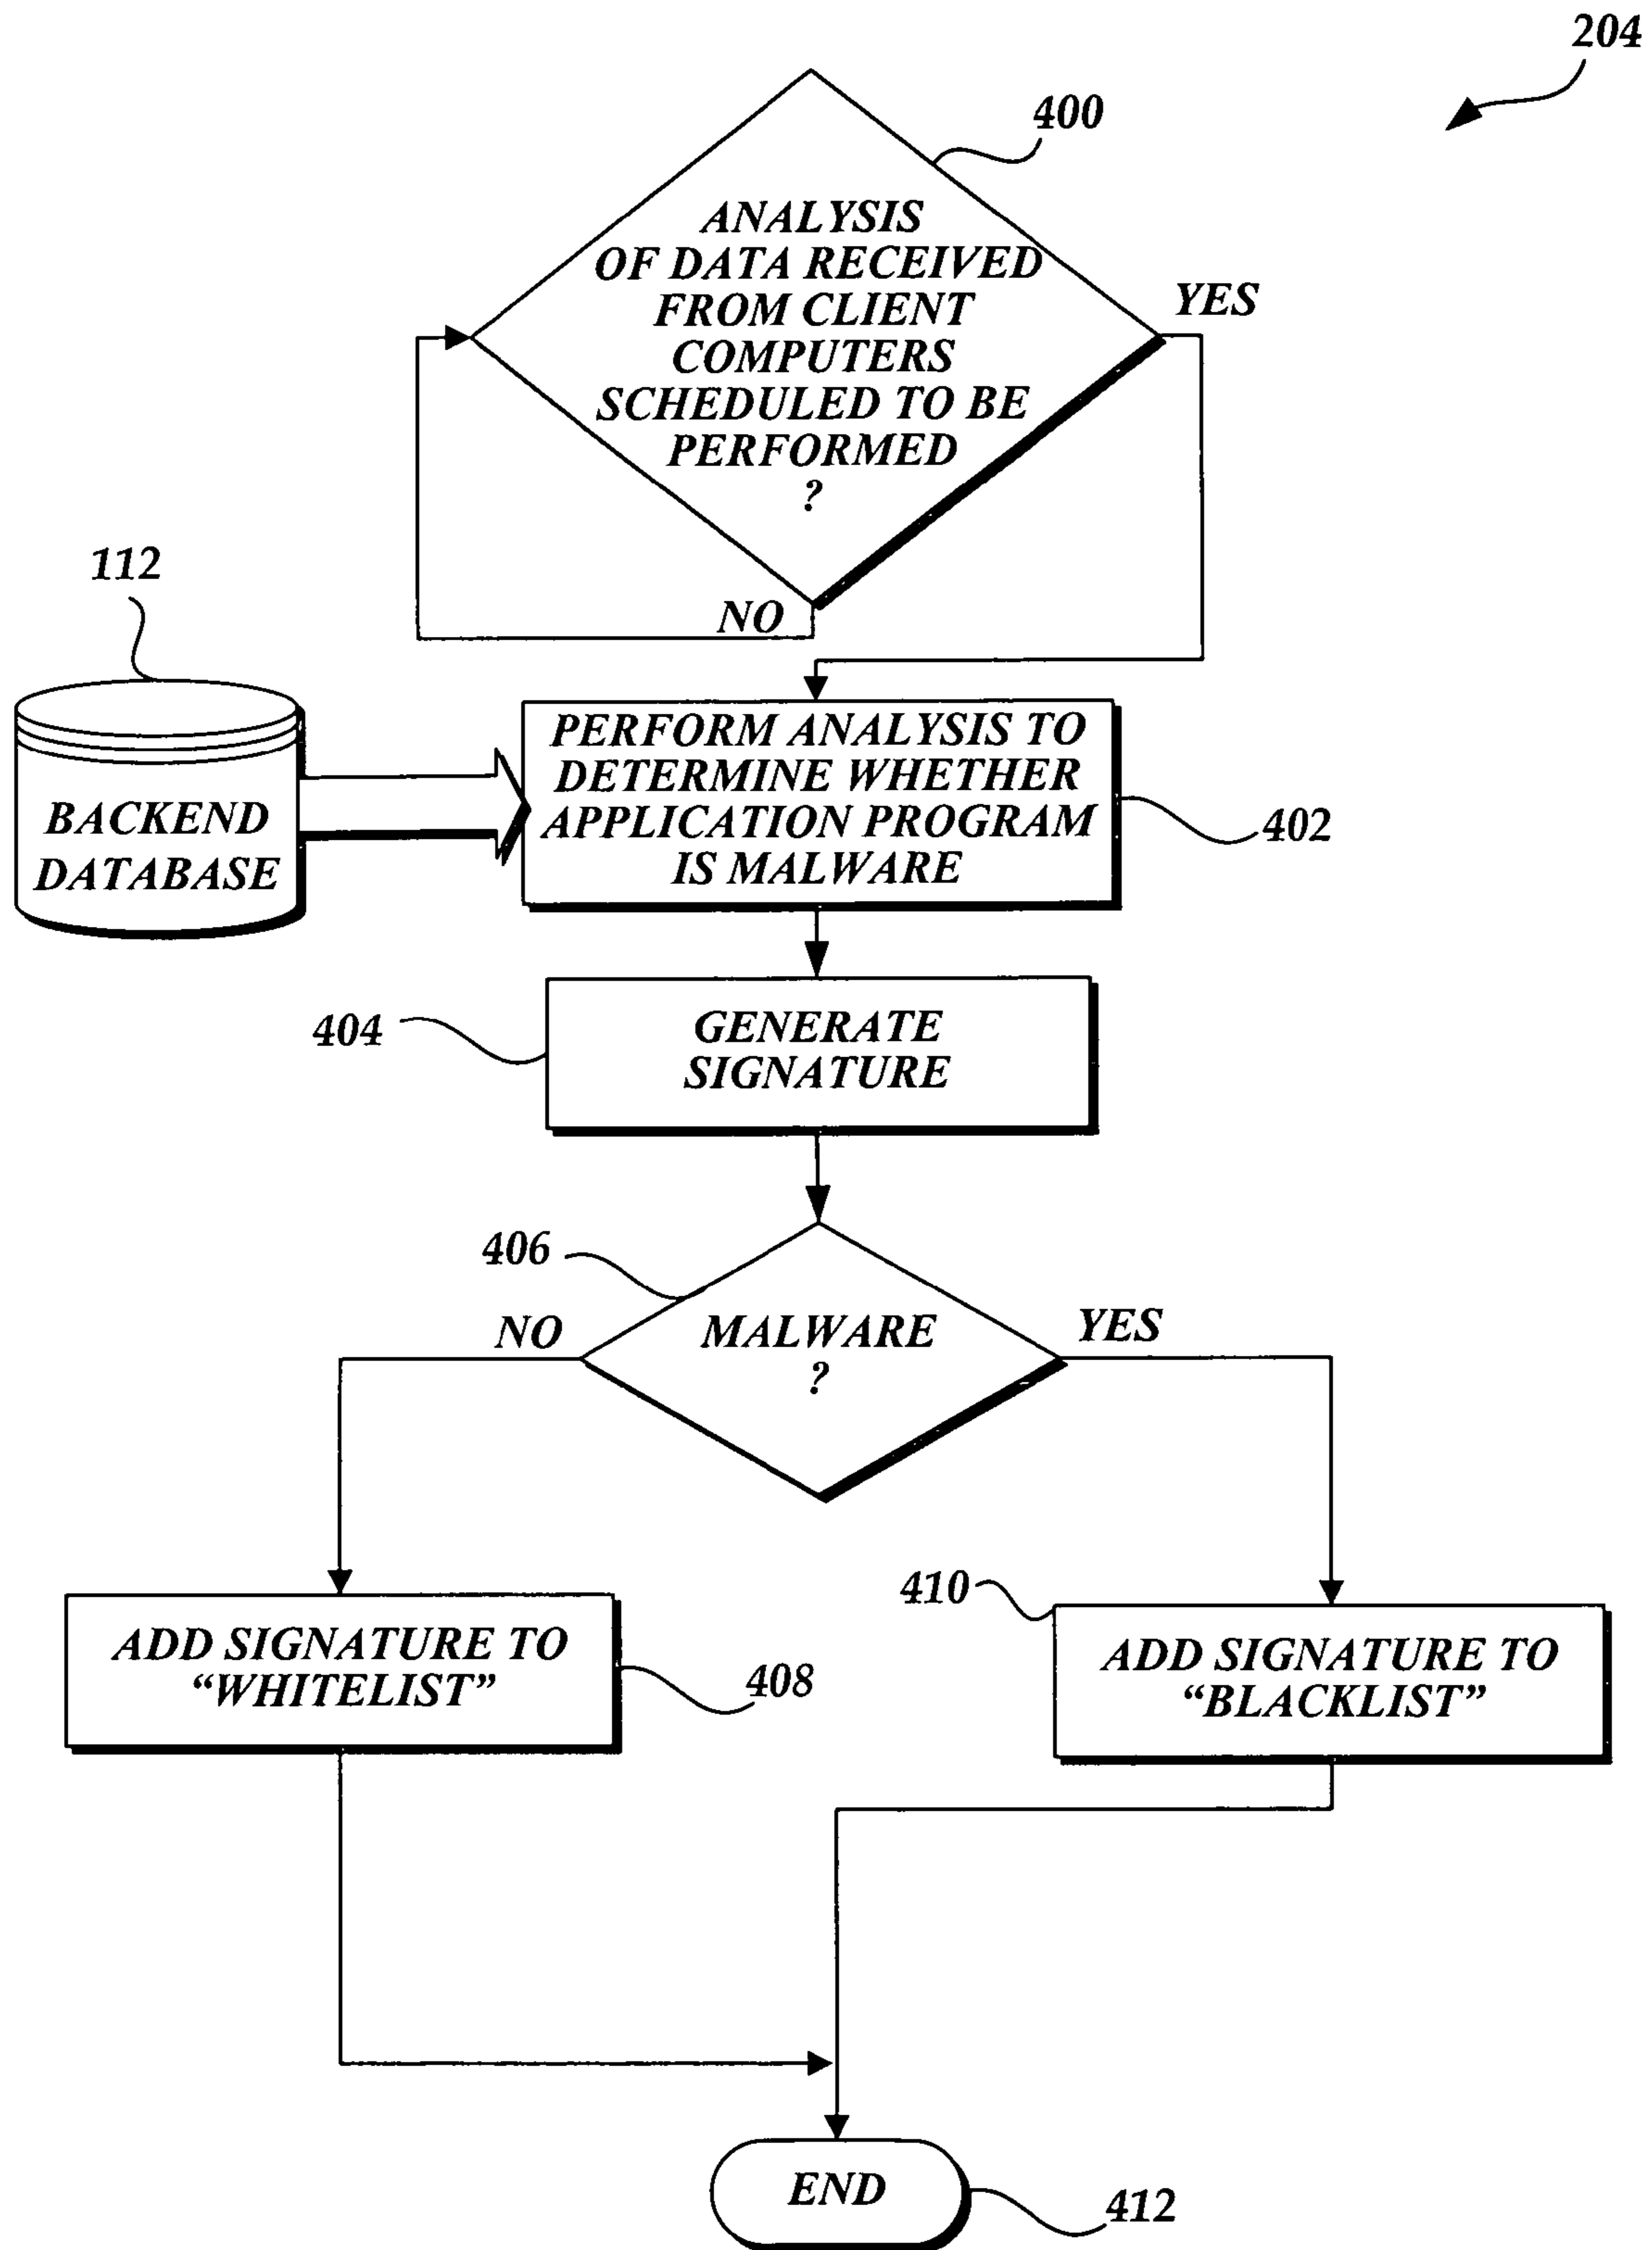 204
400
ANALYSIS
OF DATA RECEIVED
FROM CLIENT
COMPUTERS
SCHEDULED TO BE
PERFORMED
?
YES
NO
112
BACKEND
DATABASE
PERFORM ANALYSIS TO
DETERMINE WHETHER
APPLICATION PROGRAM
IS MALWARE
402
404
GENERATE
SIGNATURE
406
MALWARE
?
NO
YES
ADD SIGNATURE TO
“WHITELIST”
408
410
ADD SIGNATURE TO
“BLACKLIST”
END
412